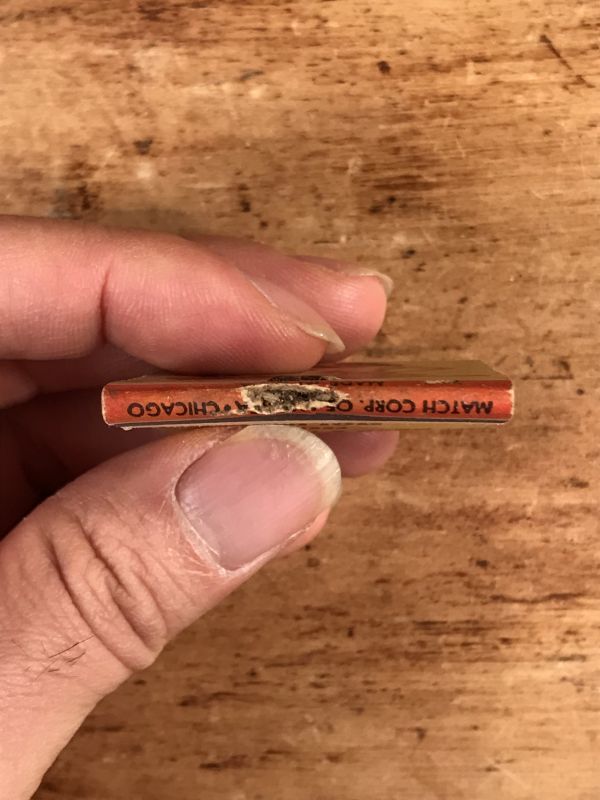 MATCH CORP. OF • CHICAGO